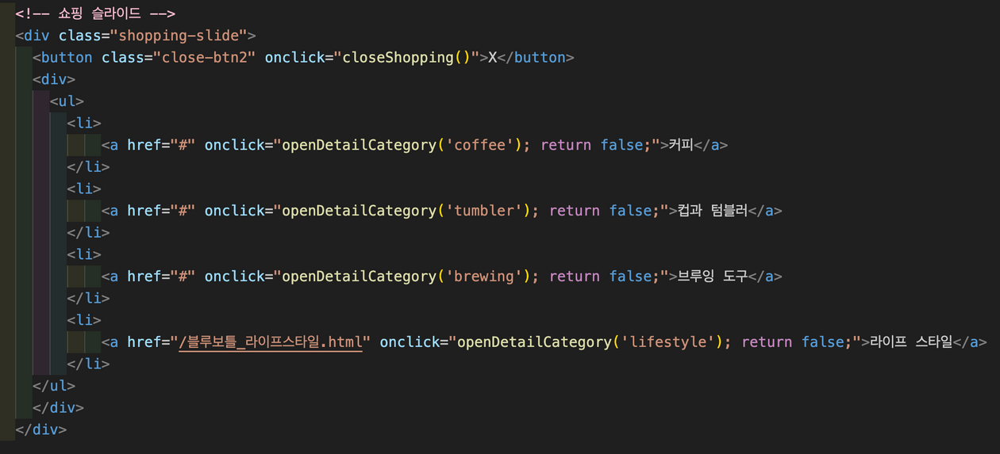 <!-- 쇼핑 슬라이드 -->
<div class="shopping-slide">
<button class="close-btn2" onclick="closeShopping()">X</button>
<div>
<ul>
<li>
<a href="#" onclick="openDetailCategory('coffee'); return false;">커피</a>
</li>
<li>
<a href="#" onclick="openDetailCategory('tumbler'); return false;">컵과 텀블러</a>
</li>
<li>
<a href="#" onclick="openDetailCategory('brewing'); return false;">브루잉 도구</a>
</li>
<li>
<a href="/블루보틀_라이프스타일.html" onclick="openDetailCategory('lifestyle'); return false;">라이프 스타일</a>
</li>
</ul>
</div>
</div>